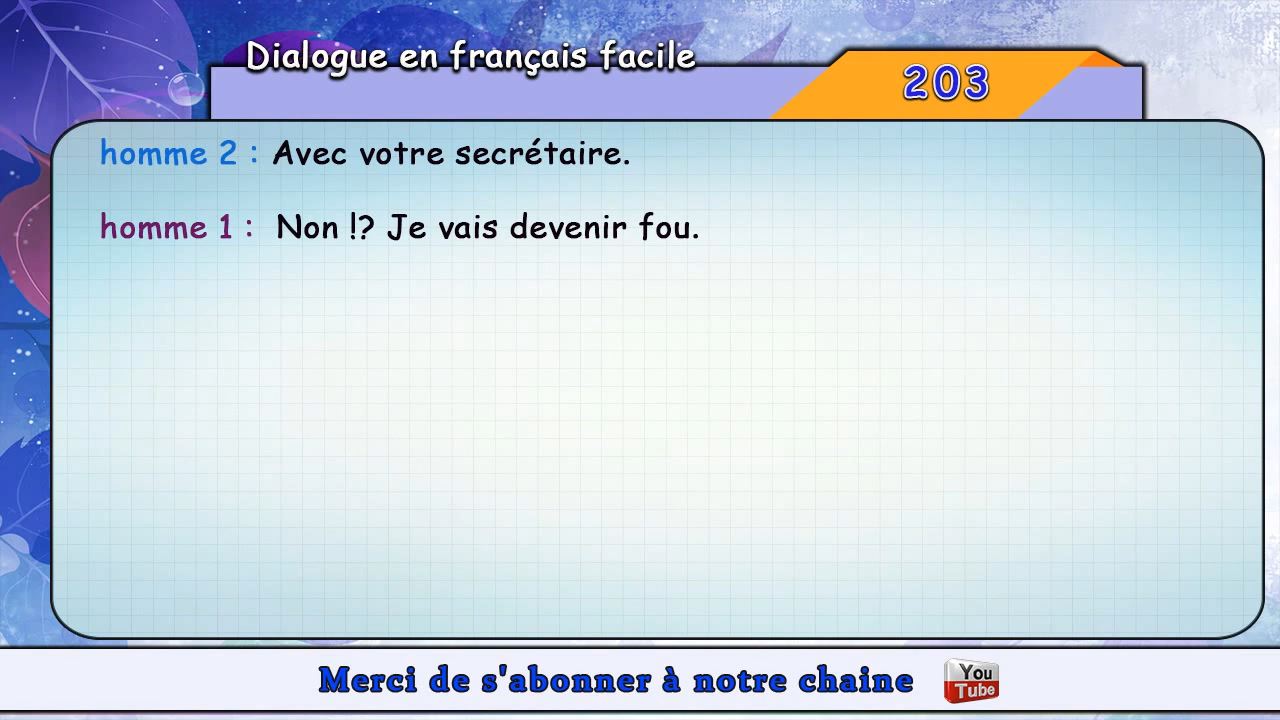 Dialogue en français facile
203
homme 2 : Avec votre secrétaire.
homme 1 : Non !? Je vais devenir fou.
Merci de s'abonner à notre chaine
You
Tube